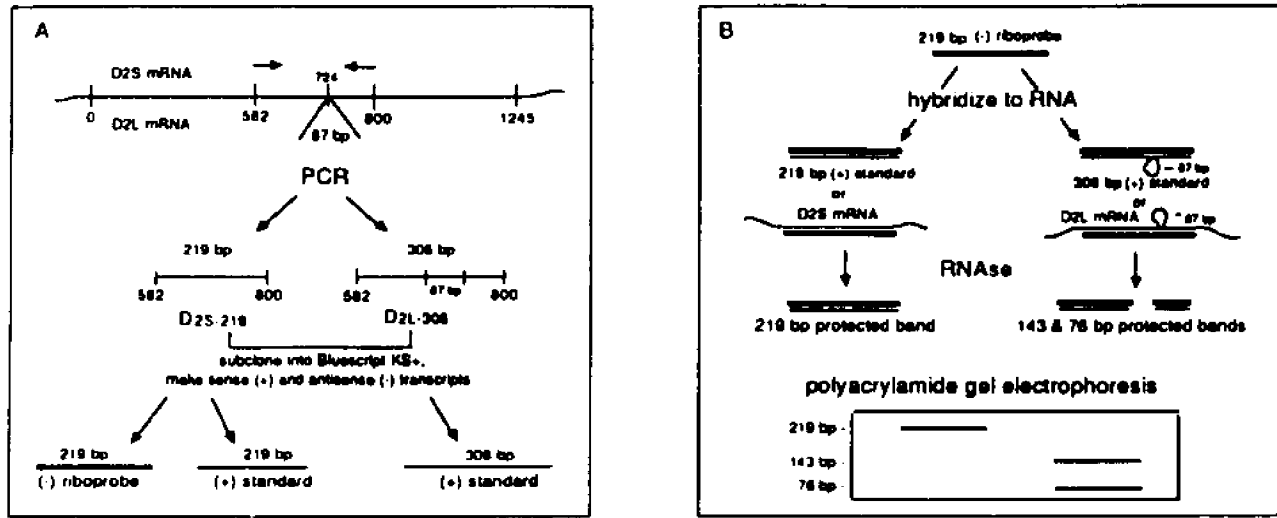 A
D2S mRNA
724
0
D2L mRNA
582
800
1245
87 bp
PCR
219 bp
306 bp
582
800
582
87 bp
800
D2S-219
D2L-306
subclone into Bluescript KS+,
make sense (+) and antisense (-) transcripts
219 bp
(-) riboprobe
219 bp
(+) standard
306 bp
(+) standard
B
219 bp (-) riboprobe
hybridize to RNA
219 bp (+) standard
or
D2S mRNA
87 bp
306 bp (+) standard
or
D2L mRNA
87 bp
RNAse
219 bp protected band
143 & 76 bp protected bands
polyacrylamide gel electrophoresis
219 bp -
143 bp -
76 bp -